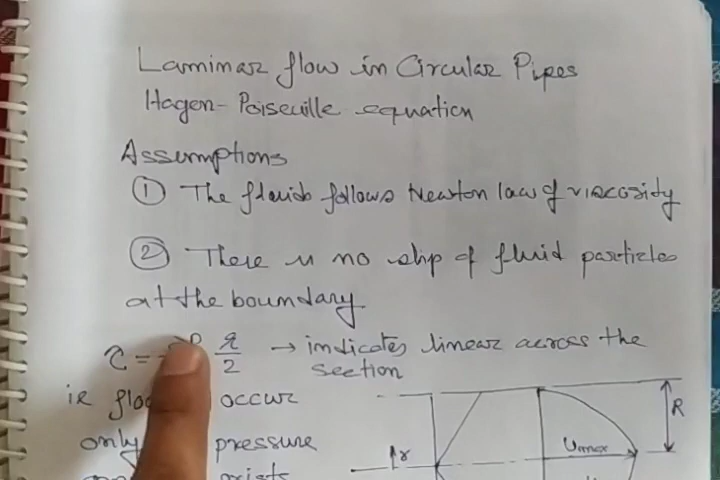 Laminar flow in Circular Pipes
Hagen-Poiseuille equation
Assumptions
① The fluid follows Newton law of viscosity
② There is no slip of fluid particles
at the boundary
τ = - r/2 → indicates linear across the
section
ie occur
only pressure
R
r
Umax